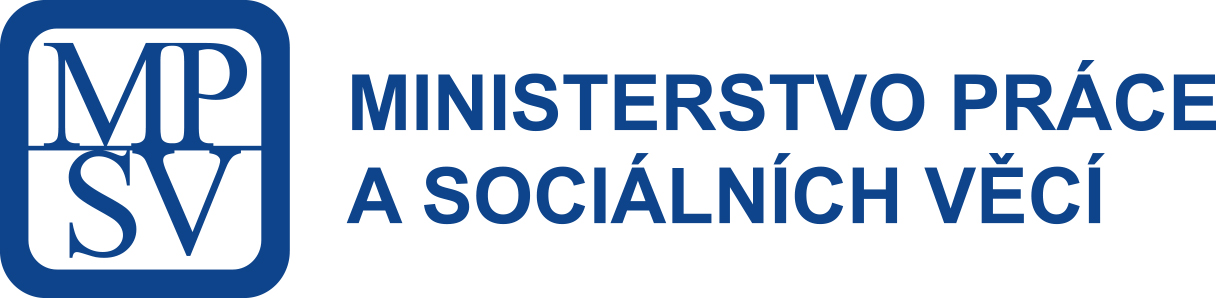 MP
SV
MINISTERSTVO PRÁCE
A SOCIÁLNÍCH VĚCÍ